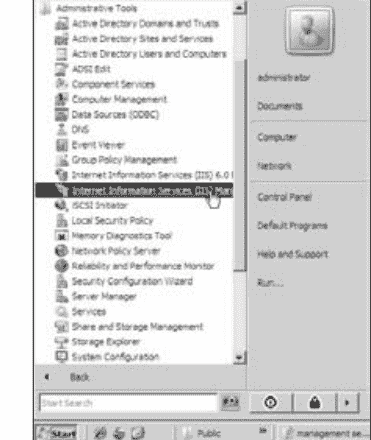 Administrative Tools
Active Directory Domains and Trusts
Active Directory Sites and Services
Active Directory Users and Computers
ADSI Edit
Component Services
Computer Management
Data Sources (ODBC)
DNS
Event Viewer
Group Policy Management
Internet Information Services (IIS) 6.0
Internet Information Services (IIS) Man
iSCSI Initiator
Local Security Policy
Memory Diagnostics Tool
Network Policy Server
Reliability and Performance Monitor
Security Configuration Wizard
Server Manager
Services
Share and Storage Management
Storage Explorer
System Configuration
Back
Start Search
administrator
Documents
Computer
Network
Control Panel
Default Programs
Help and Support
Run...
Start
Public
management se...